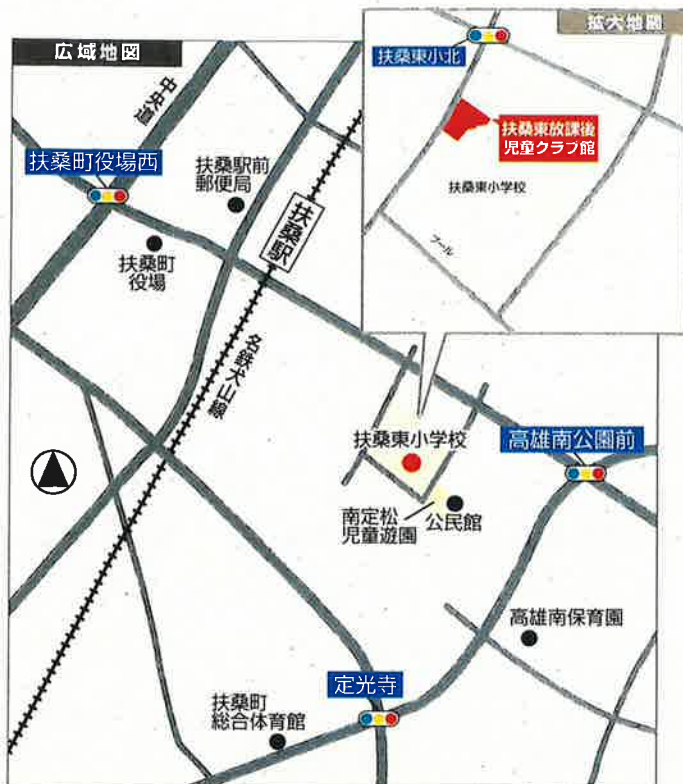 広域地図
拡大地図
扶桑東小北
扶桑東放課後
児童クラブ館
扶桑東小学校
プール
中央道
扶桑町役場西
扶桑駅前
郵便局
扶桑駅
扶桑町
役場
名鉄犬山線
扶桑東小学校
高雄南公園前
南定松
児童遊園
公民館
高雄南保育園
定光寺
扶桑町
総合体育館